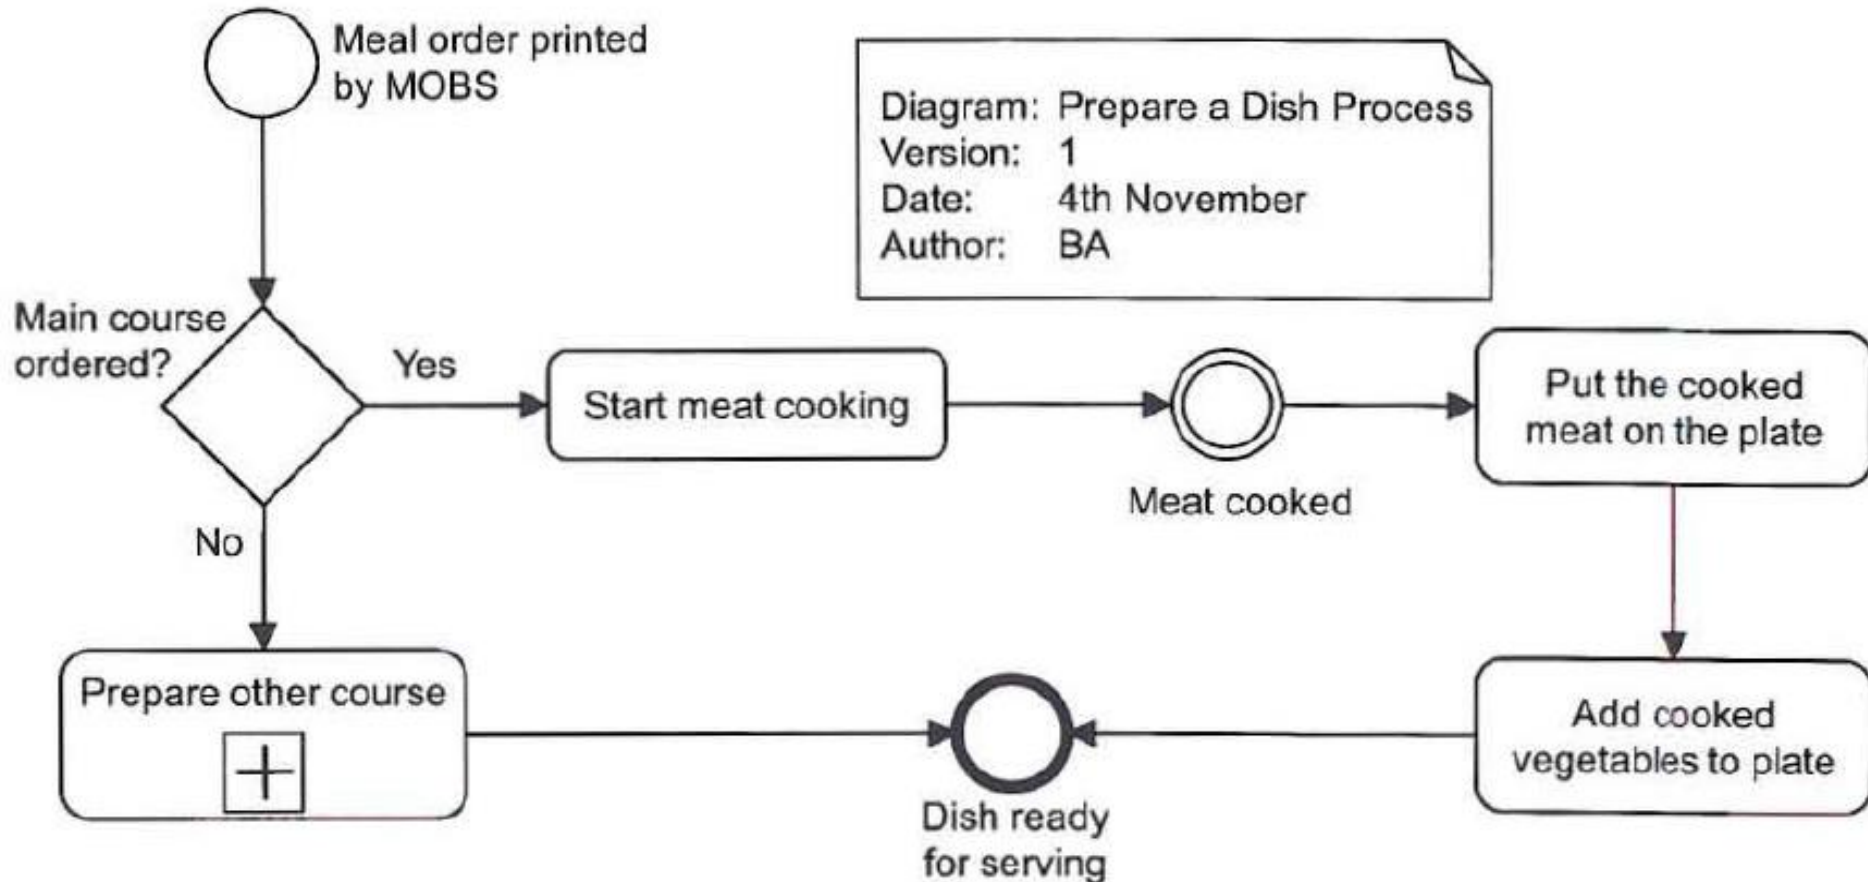 Meal order printed
by MOBS
Diagram: Prepare a Dish Process
Version: 1
Date: 4th November
Author: BA
Main course
ordered?
Yes
Start meat cooking
Put the cooked
meat on the plate
Meat cooked
No
Prepare other course
Add cooked
vegetables to plate
Dish ready
for serving